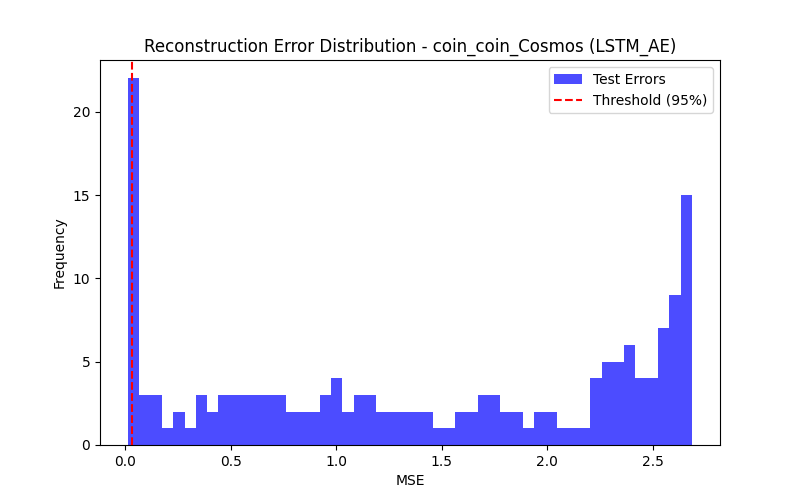 Reconstruction Error Distribution - coin_coin_Cosmos (LSTM_AE)
Test Errors
Threshold (95%)
Frequency
20
15
10
5
0
0.0 0.5 1.0 1.5 2.0 2.5
MSE